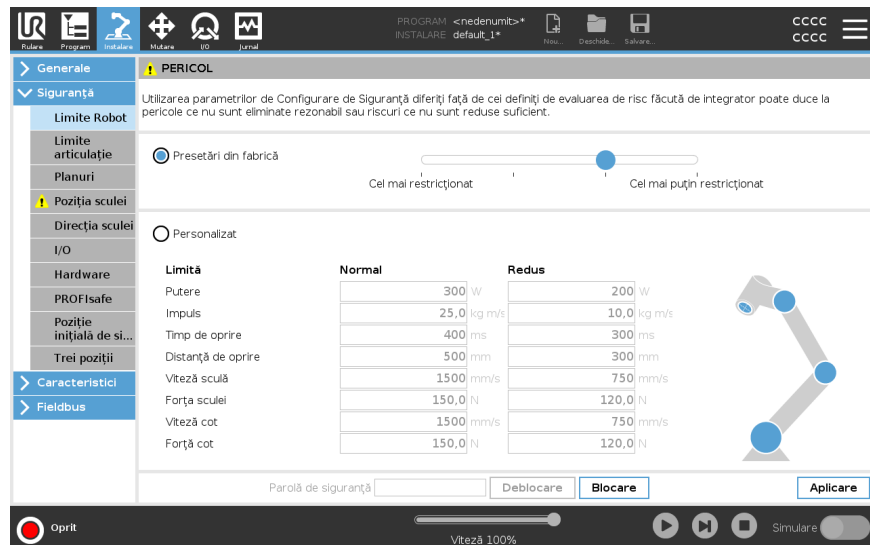 PROGRAM <nedenumit>*
INSTALARE default_1*
Rulare
Program
Instalare
Mutare
I/O
Jurnal
Nou...
Deschide...
Salvare...
CCCC
CCCC
Generale
Siguranță
Limite Robot
Limite
articulație
Planuri
Poziția sculei
Direcția sculei
I/O
Hardware
PROFIsafe
Poziție
inițială de si...
Trei poziții
Caracteristici
Fieldbus
PERICOL
Utilizarea parametrilor de Configurare de Siguranță diferiți față de cei definiți de evaluarea de risc făcută de integrator poate duce la
pericole ce nu sunt eliminate rezonabil sau riscuri ce nu sunt reduse suficient.
Presetări din fabrică
Cel mai restricționat
Cel mai puțin restricționat
Personalizat
Limită Normal Redus
Putere 300 W 200 W
Impuls 25,0 kg m/s 10,0 kg m/s
Timp de oprire 400 ms 300 ms
Distanță de oprire 500 mm 300 mm
Viteză sculă 1500 mm/s 750 mm/s
Forța sculei 150,0 N 120,0 N
Viteză cot 1500 mm/s 750 mm/s
Forță cot 150,0 N 120,0 N
Parolă de siguranță Deblocare Blocare Aplicare
Oprit
Viteză 100%
Simulare